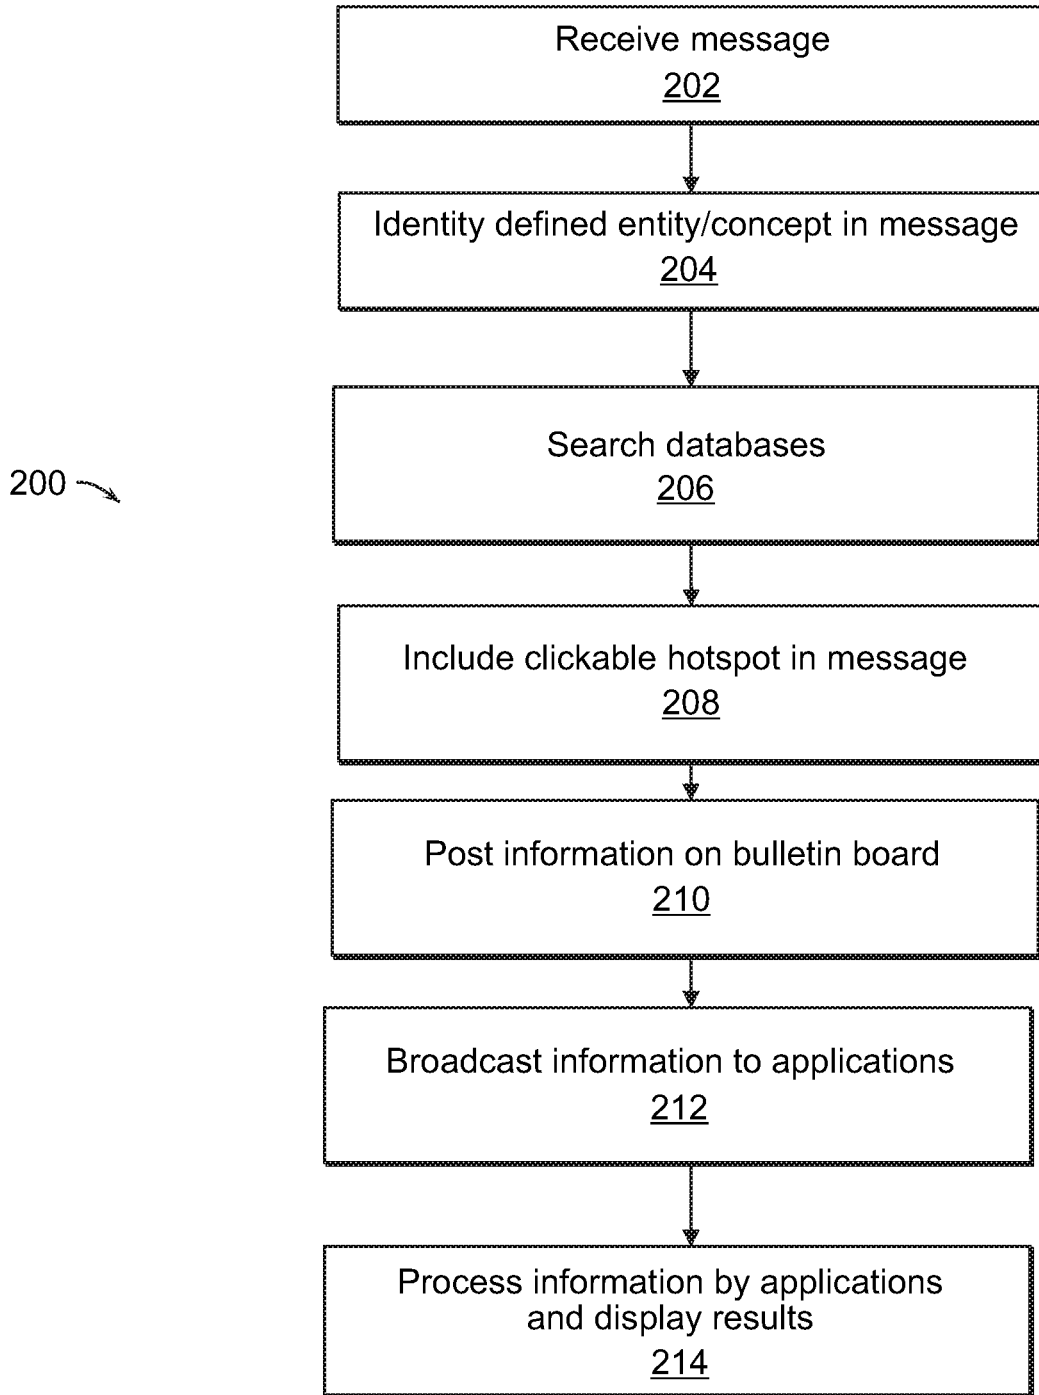 Receive message
202
Identity defined entity/concept in message
204
Search databases
206
200
Include clickable hotspot in message
208
Post information on bulletin board
210
Broadcast information to applications
212
Process information by applications
and display results
214